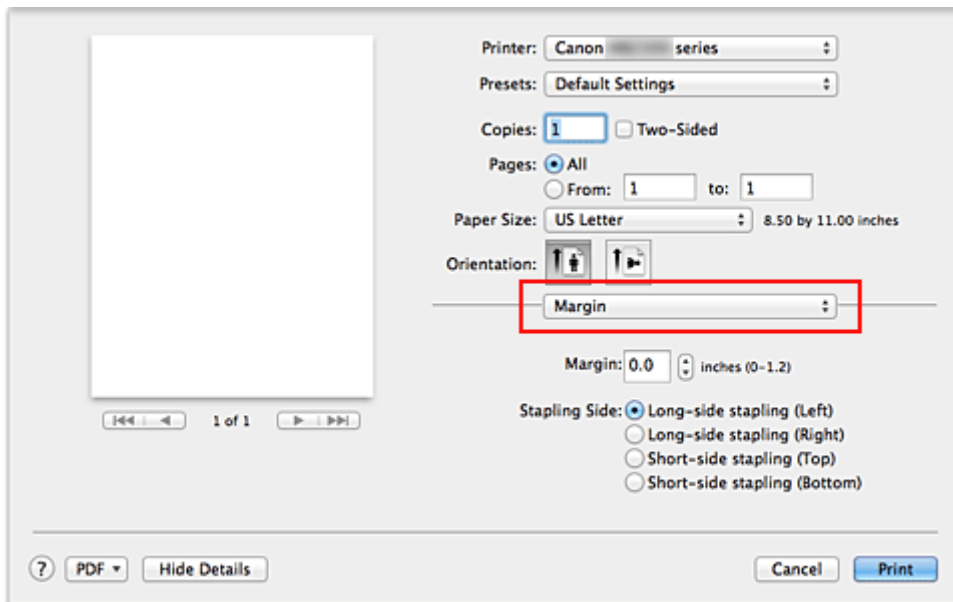 Printer: Canon series
Presets: Default Settings
Copies: 1 Two-Sided
Pages: All
From: 1 to: 1
Paper Size: US Letter 8.50 by 11.00 inches
Orientation:
Margin
Margin: 0.0 inches (0-1.2)
Stapling Side: Long-side stapling (Left)
Long-side stapling (Right)
Short-side stapling (Top)
Short-side stapling (Bottom)
1 of 1
? PDF Hide Details Cancel Print